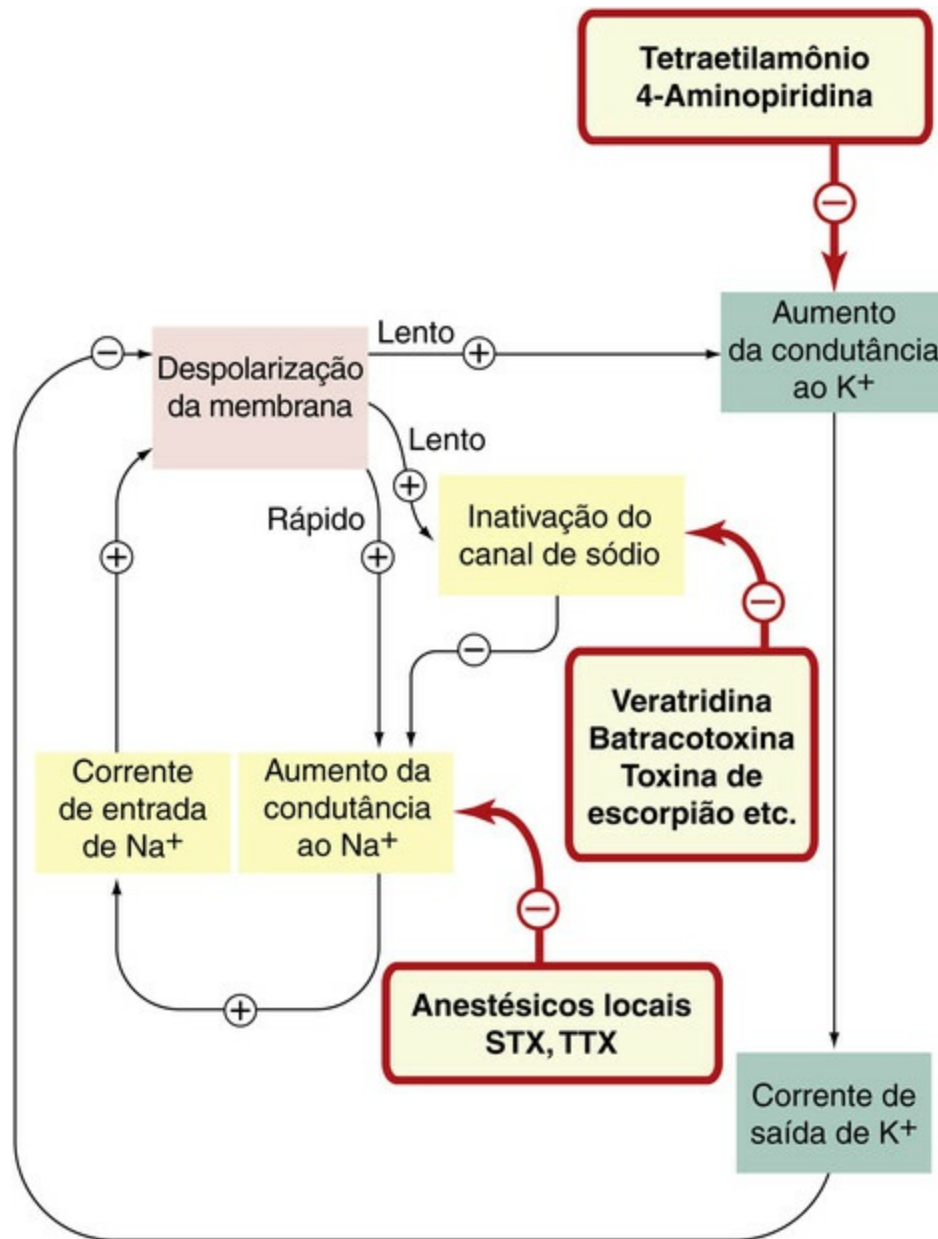 Tetraetilamônio
4-Aminopiridina
Aumento
da condutância
ao K+
Lento
+
−
Despolarização
da membrana
Lento
+
Rápido
+
+
Inativação do
canal de sódio
−
−
Veratridina
Batracotoxina
Toxina de
escorpião etc.
Corrente
de entrada
de Na+
Aumento da
condutância
ao Na+
−
+
Anestésicos locais
STX, TTX
Corrente de
saída de K+
−